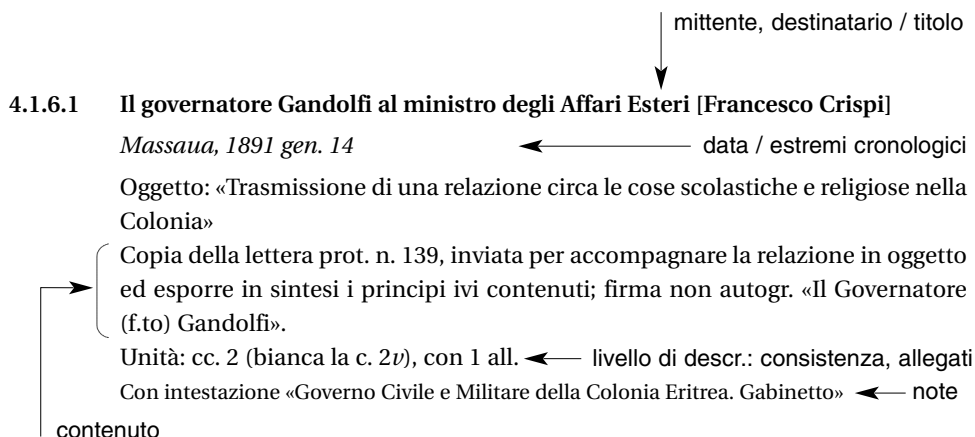 mittente, destinatario / titolo
4.1.6.1 Il governatore Gandolfi al ministro degli Affari Esteri [Francesco Crispi]
Massaua, 1891 gen. 14 data / estremi cronologici
Oggetto: «Trasmissione di una relazione circa le cose scolastiche e religiose nella
Colonia»
Copia della lettera prot. n. 139, inviata per accompagnare la relazione in oggetto
ed esporre in sintesi i principi ivi contenuti; firma non autogr. «Il Governatore
(f.to) Gandolfi».
Unità: cc. 2 (bianca la c. 2v), con 1 all. livello di descr.: consistenza, allegati
Con intestazione «Governo Civile e Militare della Colonia Eritrea. Gabinetto» note
contenuto